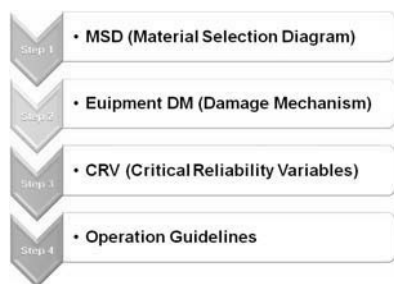 Step 1
• MSD (Material Selection Diagram)
Step 2
• Euipment DM (Damage Mechanism)
Step 3
• CRV (Critical Reliability Variables)
Step 4
• Operation Guidelines